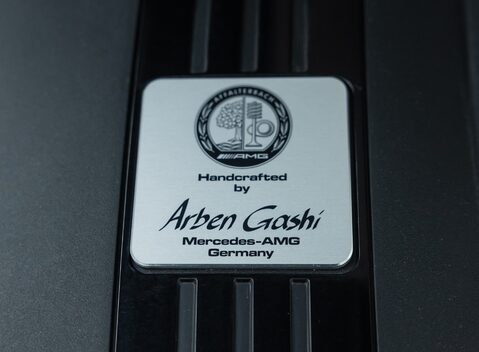 AFFALTERBACH
AMG
Handcrafted
by
Arben Gashi
Mercedes-AMG
Germany